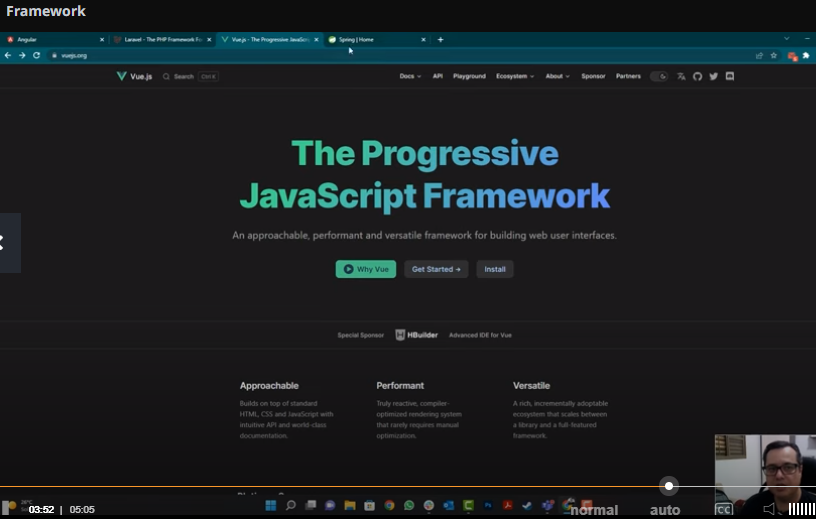 Framework
Angular
Laravel - The PHP Framework F
Vue.js - The Progressive JavaScri
Spring | Home
vuejs.org
Vue.js
Search
Ctrl K
Docs
API
Playground
Ecosystem
About
Sponsor
Partners
The Progressive
JavaScript Framework
An approachable, performant and versatile framework for building web user interfaces.
Why Vue
Get Started →
Install
Special Sponsor
HBuilder
Advanced IDE for Vue
Approachable
Performant
Versatile
Builds on top of standard
HTML, CSS and JavaScript with
intuitive API and world-class
documentation.
Truly reactive, compiler-
optimized rendering system
that rarely requires manual
optimization.
A rich, incrementally adoptable
ecosystem that scales between
a library and a full-featured
framework.
03:52 | 05:05
normal
auto
CC